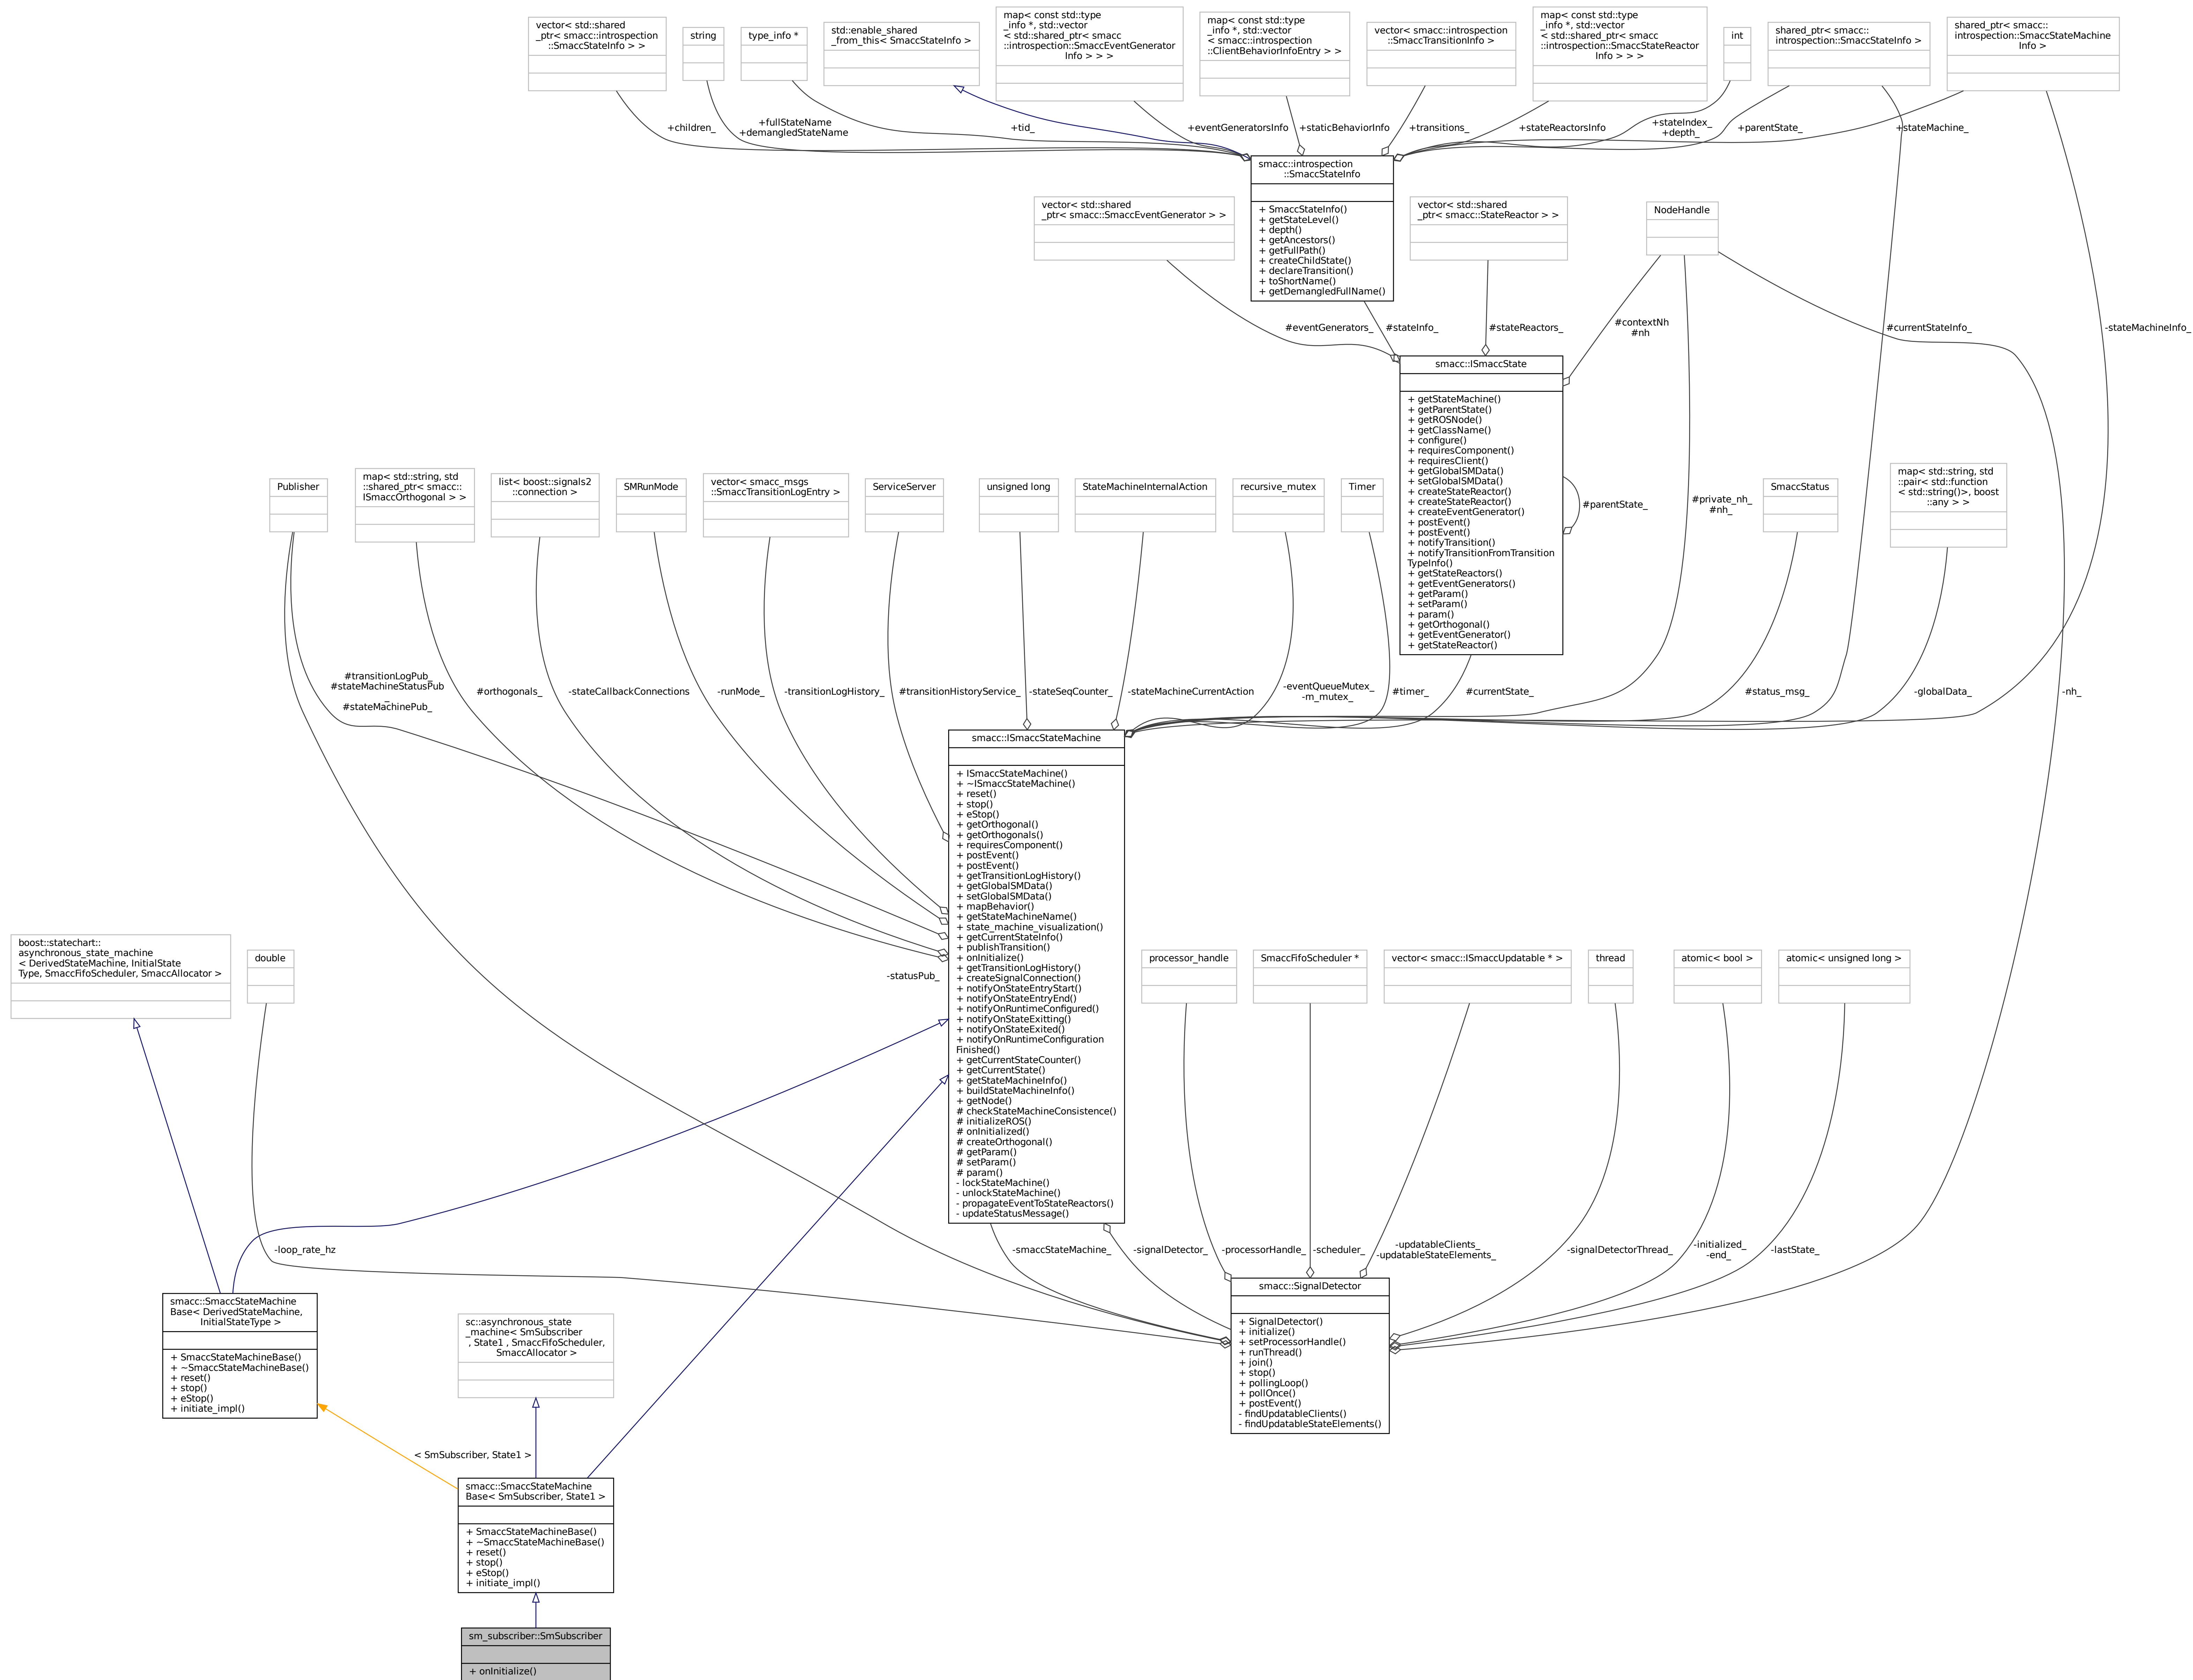 vector< std::shared
_ptr< smacc::introspection
::SmaccStateInfo > >
string
type_info *
std::enable_shared
_from_this< SmaccStateInfo >
map< const std::type
_info *, std::vector
< std::shared_ptr< smacc
::introspection::SmaccEventGenerator
Info > > >
map< const std::type
_info *, std::vector
< smacc::introspection
::ClientBehaviorInfoEntry > >
vector< smacc::introspection
::SmaccTransitionInfo >
map< const std::type
_info *, std::vector
< std::shared_ptr< smacc
::introspection::SmaccStateReactor
Info > > >
int
shared_ptr< smacc::
introspection::SmaccStateInfo >
shared_ptr< smacc::
introspection::SmaccStateMachine
Info >
+children_
+fullStateName
+demangledStateName
+tid_
+eventGeneratorsInfo
+staticBehaviorInfo
+transitions_
+stateReactorsInfo
+stateIndex_
+depth_
+parentState_
+stateMachine_
smacc::introspection
::SmaccStateInfo
+ SmaccStateInfo()
+ getStateLevel()
+ depth()
+ getAncestors()
+ getFullPath()
+ createChildState()
+ declareTransition()
+ toShortName()
+ getDemangledFullName()
vector< std::shared
_ptr< smacc::SmaccEventGenerator > >
vector< std::shared
_ptr< smacc::StateReactor > >
NodeHandle
#eventGenerators_
#stateInfo_
#stateReactors_
#contextNh
#nh
#currentStateInfo_
-stateMachineInfo_
smacc::ISmaccState
+ getStateMachine()
+ getParentState()
+ getROSNode()
+ getClassName()
+ configure()
+ requiresComponent()
+ requiresClient()
+ getGlobalSMData()
+ setGlobalSMData()
+ createStateReactor()
+ createStateReactor()
+ createEventGenerator()
+ postEvent()
+ postEvent()
+ notifyTransition()
+ notifyTransitionFromTransition
TypeInfo()
+ getStateReactors()
+ getEventGenerators()
+ getParam()
+ setParam()
+ param()
+ getOrthogonal()
+ getEventGenerator()
+ getStateReactor()
#parentState_
#private_nh_
#nh_
Publisher
map< std::string, std
::shared_ptr< smacc::
ISmaccOrthogonal > >
list< boost::signals2
::connection >
SMRunMode
vector< smacc_msgs
::SmaccTransitionLogEntry >
ServiceServer
unsigned long
StateMachineInternalAction
recursive_mutex
Timer
SmaccStatus
map< std::string, std
::pair< std::function
< std::string()>, boost
::any > >
#transitionLogPub_
#stateMachineStatusPub
_
#stateMachinePub_
#orthogonals_
-stateCallbackConnections
-runMode_
-transitionLogHistory_
#transitionHistoryService_
-stateSeqCounter_
-stateMachineCurrentAction
-eventQueueMutex_
-m_mutex_
#timer_
#currentState_
#status_msg_
-globalData_
-nh_
smacc::ISmaccStateMachine
+ ISmaccStateMachine()
+ ~ISmaccStateMachine()
+ reset()
+ stop()
+ eStop()
+ getOrthogonal()
+ getOrthogonals()
+ requiresComponent()
+ postEvent()
+ postEvent()
+ getTransitionLogHistory()
+ getGlobalSMData()
+ setGlobalSMData()
+ mapBehavior()
+ getStateMachineName()
+ state_machine_visualization()
+ getCurrentStateInfo()
+ publishTransition()
+ onInitialize()
+ getTransitionLogHistory()
+ createSignalConnection()
+ notifyOnStateEntryStart()
+ notifyOnStateEntryEnd()
+ notifyOnRuntimeConfigured()
+ notifyOnStateExitting()
+ notifyOnStateExited()
+ notifyOnRuntimeConfiguration
Finished()
+ getCurrentStateCounter()
+ getCurrentState()
+ getStateMachineInfo()
+ buildStateMachineInfo()
+ getNode()
# checkStateMachineConsistence()
# initializeROS()
# onInitialized()
# createOrthogonal()
# getParam()
# setParam()
# param()
- lockStateMachine()
- unlockStateMachine()
- propagateEventToStateReactors()
- updateStatusMessage()
boost::statechart::
asynchronous_state_machine
< DerivedStateMachine, InitialState
Type, SmaccFifoScheduler, SmaccAllocator >
double
-statusPub_
processor_handle
SmaccFifoScheduler *
vector< smacc::ISmaccUpdatable * >
thread
atomic< bool >
atomic< unsigned long >
-loop_rate_hz
-smaccStateMachine_
-signalDetector_
-processorHandle_
-scheduler_
-updatableClients_
-updatableStateElements_
-signalDetectorThread_
-initialized_
-end_
-lastState_
smacc::SmaccStateMachine
Base< DerivedStateMachine,
InitialStateType >
+ SmaccStateMachineBase()
+ ~SmaccStateMachineBase()
+ reset()
+ stop()
+ eStop()
+ initiate_impl()
sc::asynchronous_state
_machine< SmSubscriber
, State1 , SmaccFifoScheduler,
SmaccAllocator >
smacc::SignalDetector
+ SignalDetector()
+ initialize()
+ setProcessorHandle()
+ runThread()
+ join()
+ stop()
+ pollingLoop()
+ pollOnce()
+ postEvent()
- findUpdatableClients()
- findUpdatableStateElements()
< SmSubscriber, State1 >
smacc::SmaccStateMachine
Base< SmSubscriber, State1 >
+ SmaccStateMachineBase()
+ ~SmaccStateMachineBase()
+ reset()
+ stop()
+ eStop()
+ initiate_impl()
sm_subscriber::SmSubscriber
+ onInitialize()